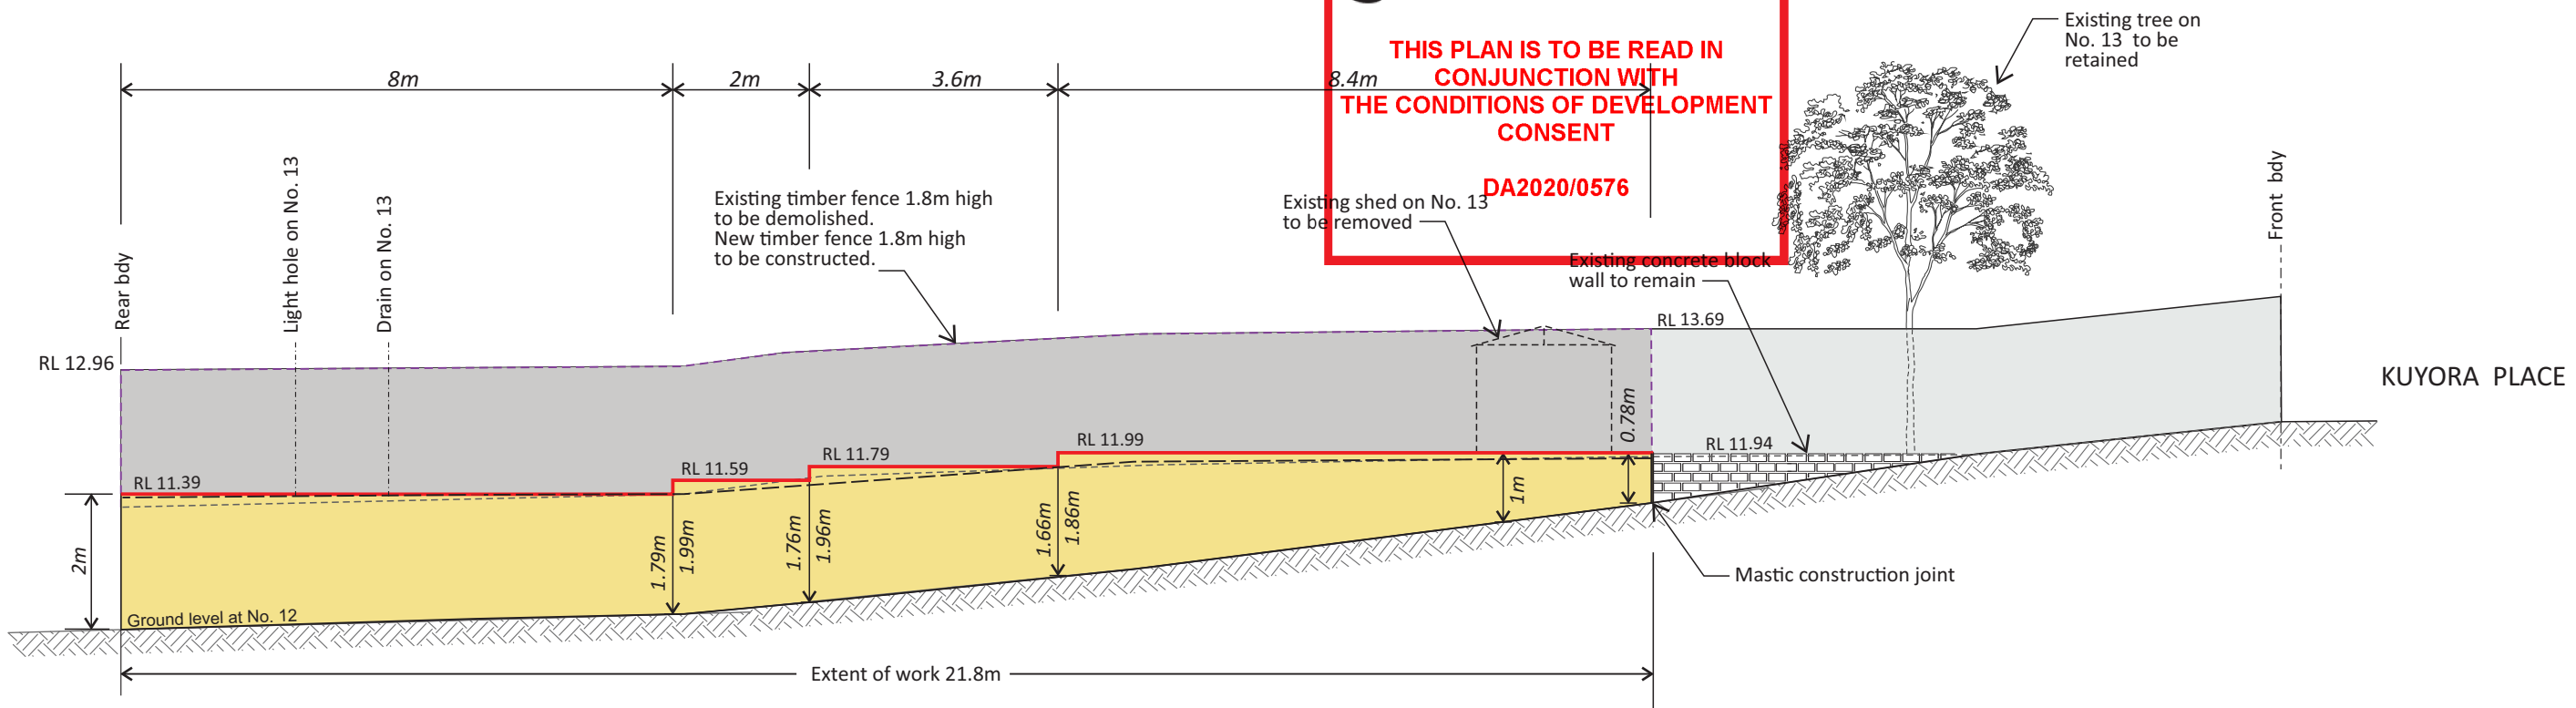 THIS PLAN IS TO BE READ IN
CONJUNCTION WITH
THE CONDITIONS OF DEVELOPMENT
CONSENT
DA2020/0576
Existing tree on
No. 13 to be
retained
8m
2m
3.6m
8.4m
Rear bdy
Light hole on No. 13
Drain on No. 13
Existing timber fence 1.8m high
to be demolished.
New timber fence 1.8m high
to be constructed.
Existing shed on No. 13
to be removed
Existing concrete block
wall to remain
Front bdy
RL 12.96
RL 13.69
KUYORA PLACE
RL 11.39
RL 11.59
RL 11.79
RL 11.99
0.78m
RL 11.94
2m
1.79m
1.99m
1.76m
1.96m
1.66m
1.86m
1m
Mastic construction joint
Ground level at No. 12
Extent of work 21.8m